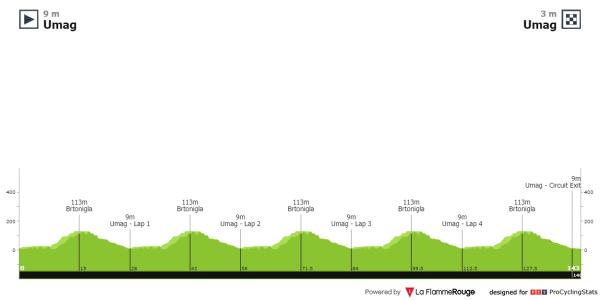 9 m
Umag
3 m
Umag
9m
Umag - Circuit Exit
113m
Brtonigla
9m
Umag - Lap 1
113m
Brtonigla
9m
Umag - Lap 2
113m
Brtonigla
9m
Umag - Lap 3
113m
Brtonigla
9m
Umag - Lap 4
113m
Brtonigla
400
200
0
400
200
0
0
15
28
43
56
71.5
84
99.5
112.5
127.5
143
140
Powered by La FlammeRouge designed for PCS ProCyclingStats